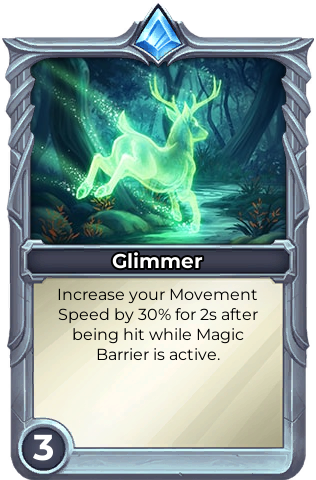 Glimmer
Increase your Movement
Speed by 30% for 2s after
being hit while Magic
Barrier is active.
3